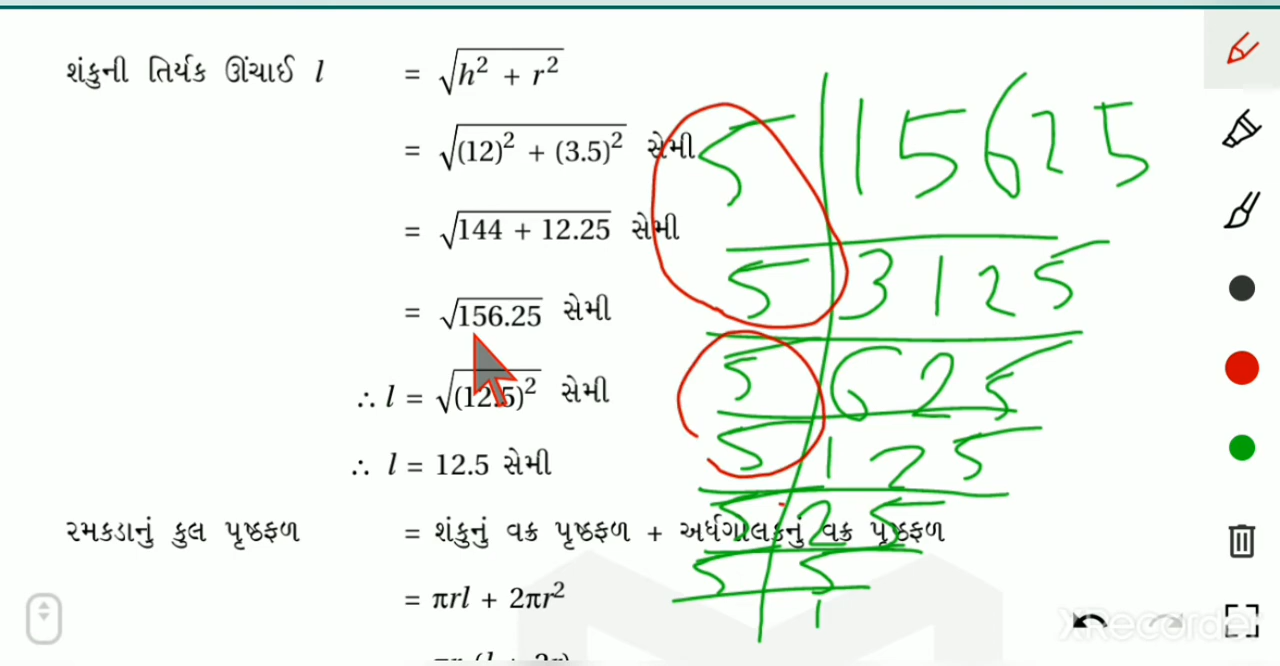 શંકુની તિર્યક ઊંચાઈ l = √(h² + r²)
= √((12)² + (3.5)²) સેમી
= √(144 + 12.25) સેમી
= √156.25 સેમી
∴ l = √((12.5)²) સેમી
∴ l = 12.5 સેમી
રમકડાનું કુલ પૃષ્ઠફળ = શંકુનું વક્ર પૃષ્ઠફળ + અર્ધગોલકનું વક્ર પૃષ્ઠફળ
= πrl + 2πr²
5 | 15625
5 | 3125
5 | 625
5 | 125
5 | 25
5 | 5
1
XRecorder